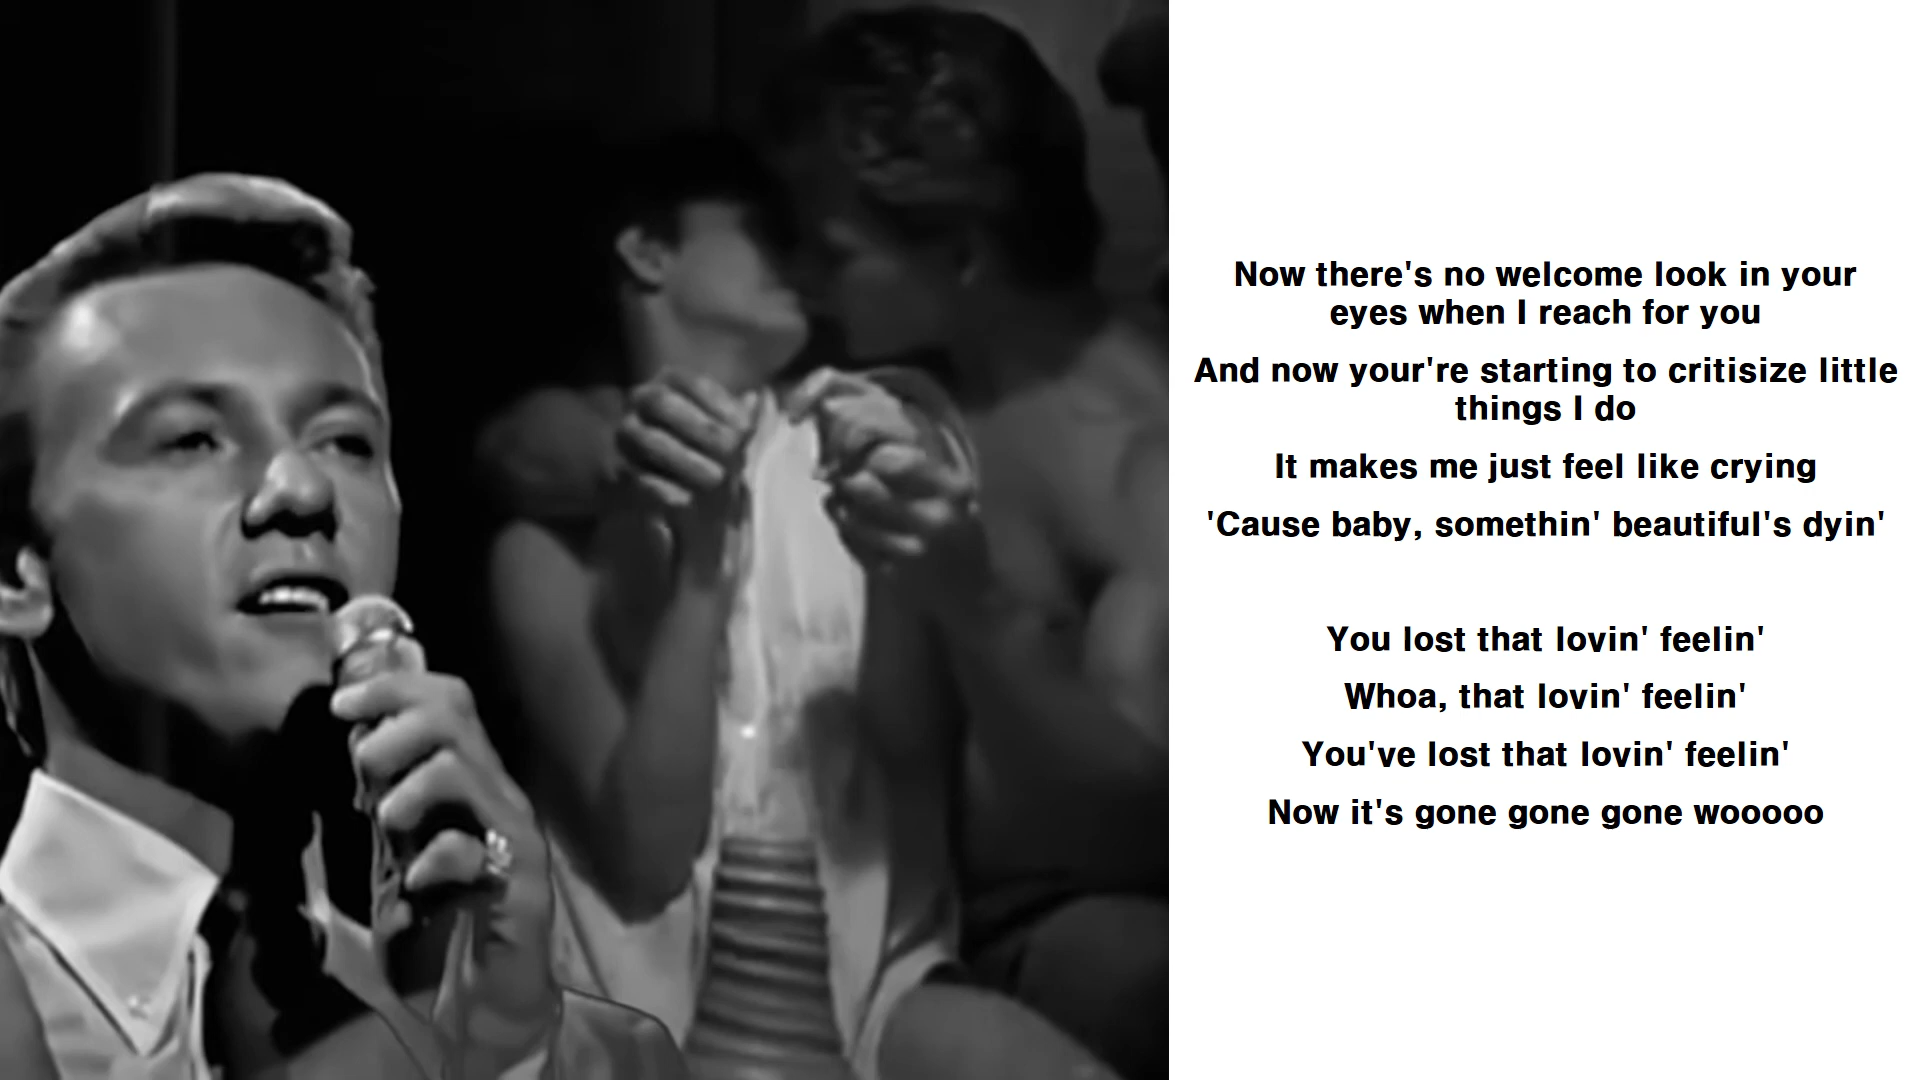 Now there's no welcome look in your
eyes when I reach for you
And now your're starting to critisize little
things I do
It makes me just feel like crying
'Cause baby, somethin' beautiful's dyin'
You lost that lovin' feelin'
Whoa, that lovin' feelin'
You've lost that lovin' feelin'
Now it's gone gone gone wooooo